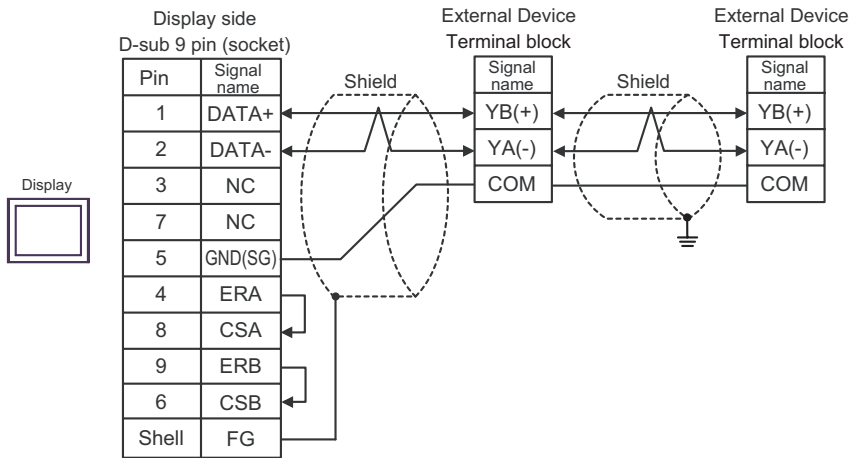 Display side
D-sub 9 pin (socket)
External Device
Terminal block
External Device
Terminal block
Pin
Signal name
Shield
Signal name
Shield
Signal name
1
DATA+
YB(+)
YB(+)
2
DATA-
YA(-)
YA(-)
3
NC
COM
COM
Display
7
NC
5
GND(SG)
4
ERA
8
CSA
9
ERB
6
CSB
Shell
FG